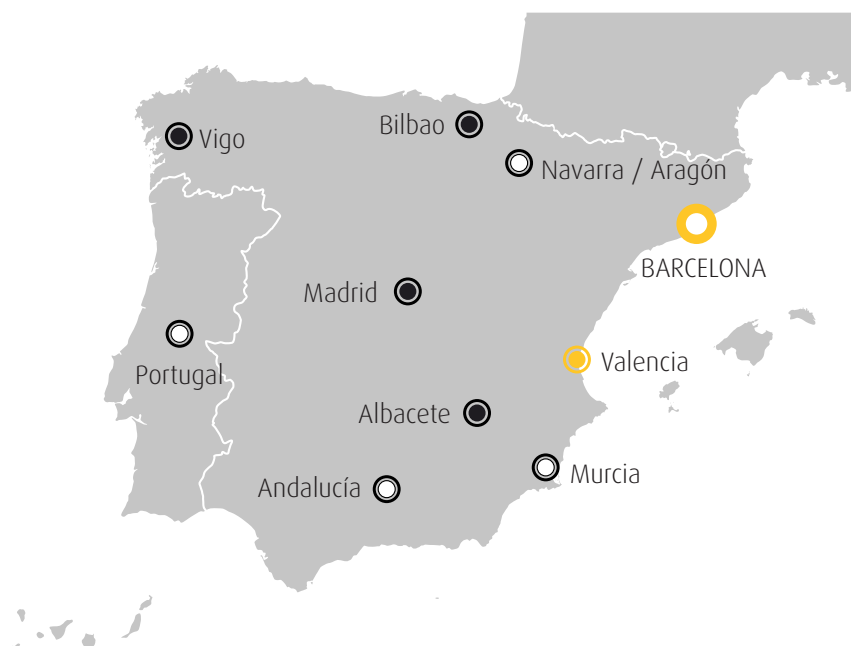 Bilbao
Vigo
Navarra / Aragón
BARCELONA
Madrid
Valencia
Portugal
Albacete
Murcia
Andalucía